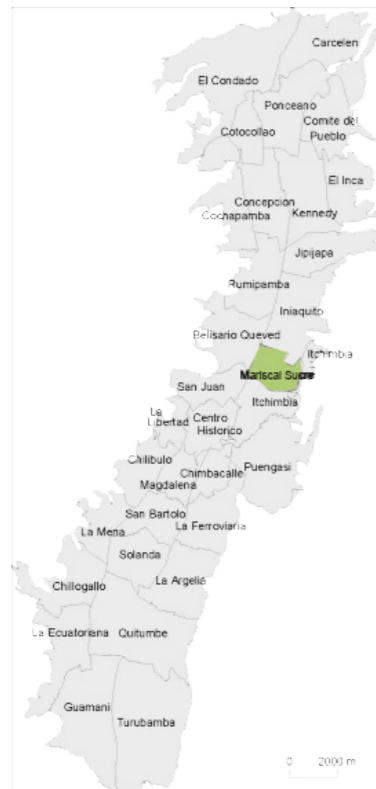 Carcelen
El Condado
Ponceano
Comite del
Pueblo
Cotocollao
El Inca
Concepcion
Kennedy
Cochapamba
Jipijapa
Rumipamba
Iniaquito
Belisario Queved
Itchimbia
Mariscal Sucre
San Juan
Itchimbia
La
Libertad
Centro
Historico
Chilibulo
Chimbacalle
Puengasi
Magdalena
San Bartolo
La Ferroviaria
La Mena
Solanda
La Argelia
Chillogallo
La Ecuatoriana
Quitumbe
Guamani
Turubamba
0 2000 m